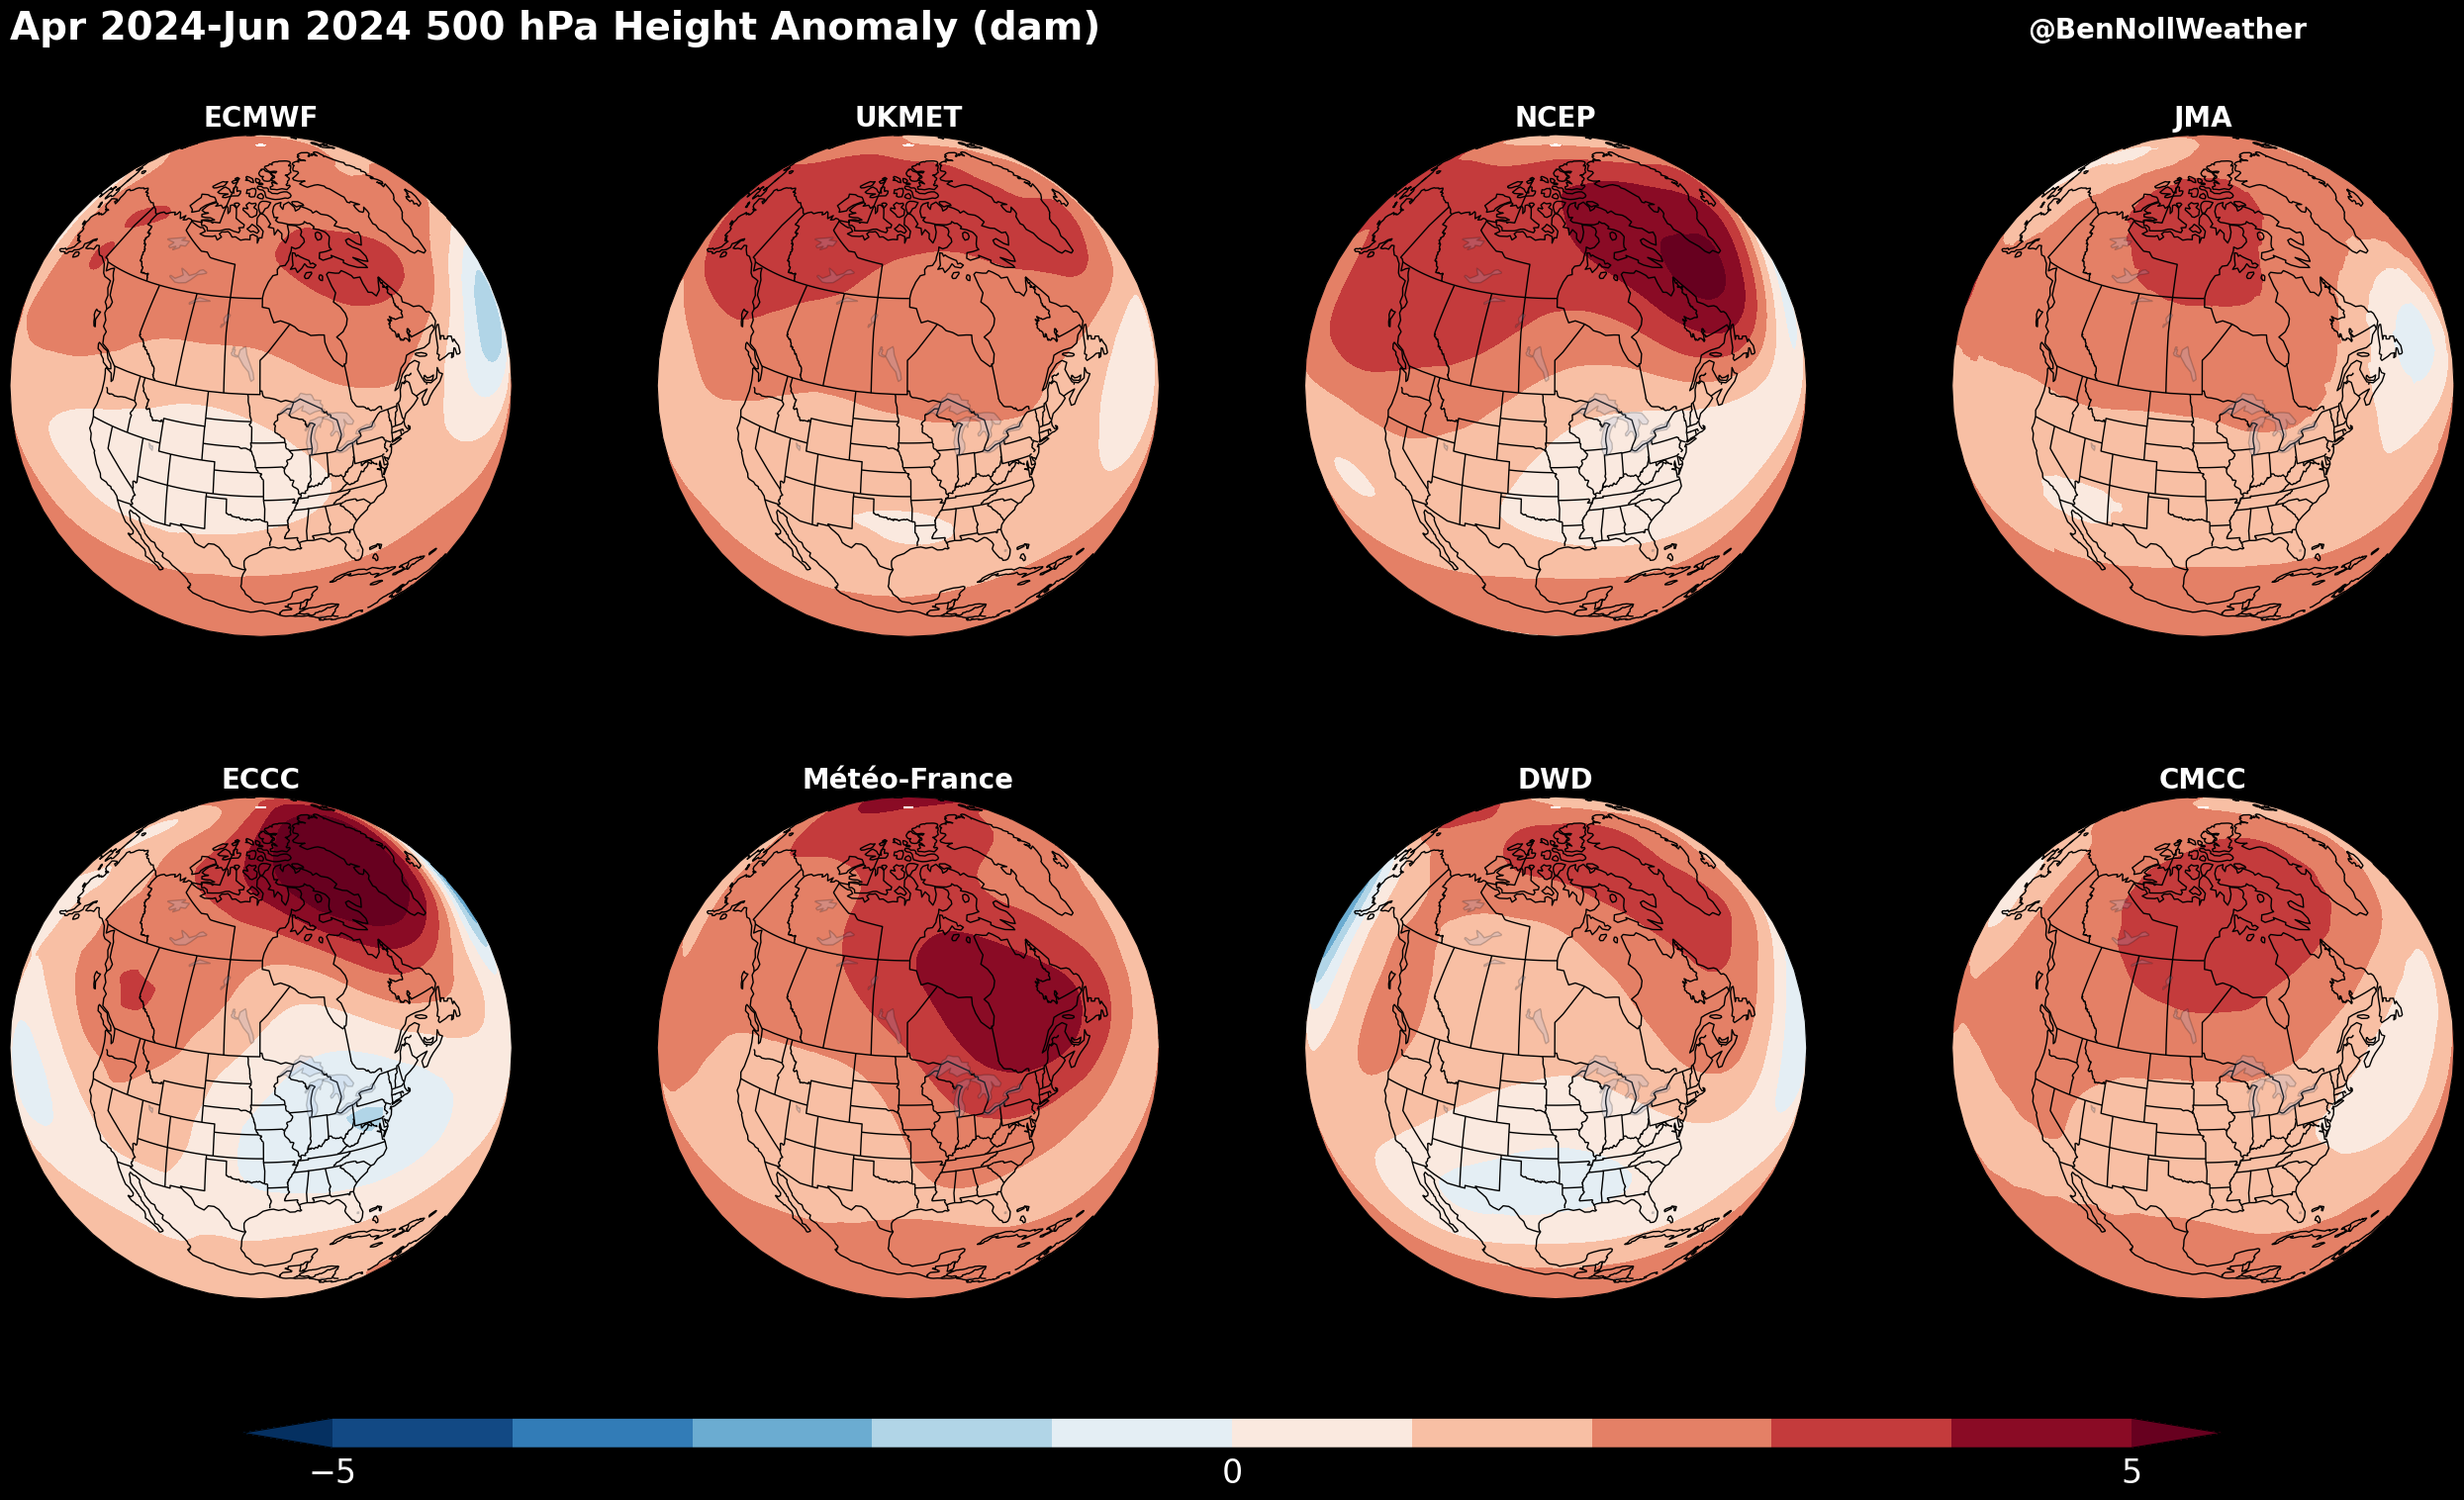 Apr 2024-Jun 2024 500 hPa Height Anomaly (dam)
@BenNollWeather
ECMWF
UKMET
NCEP
JMA
ECCC
Météo-France
DWD
CMCC
−5
0
5